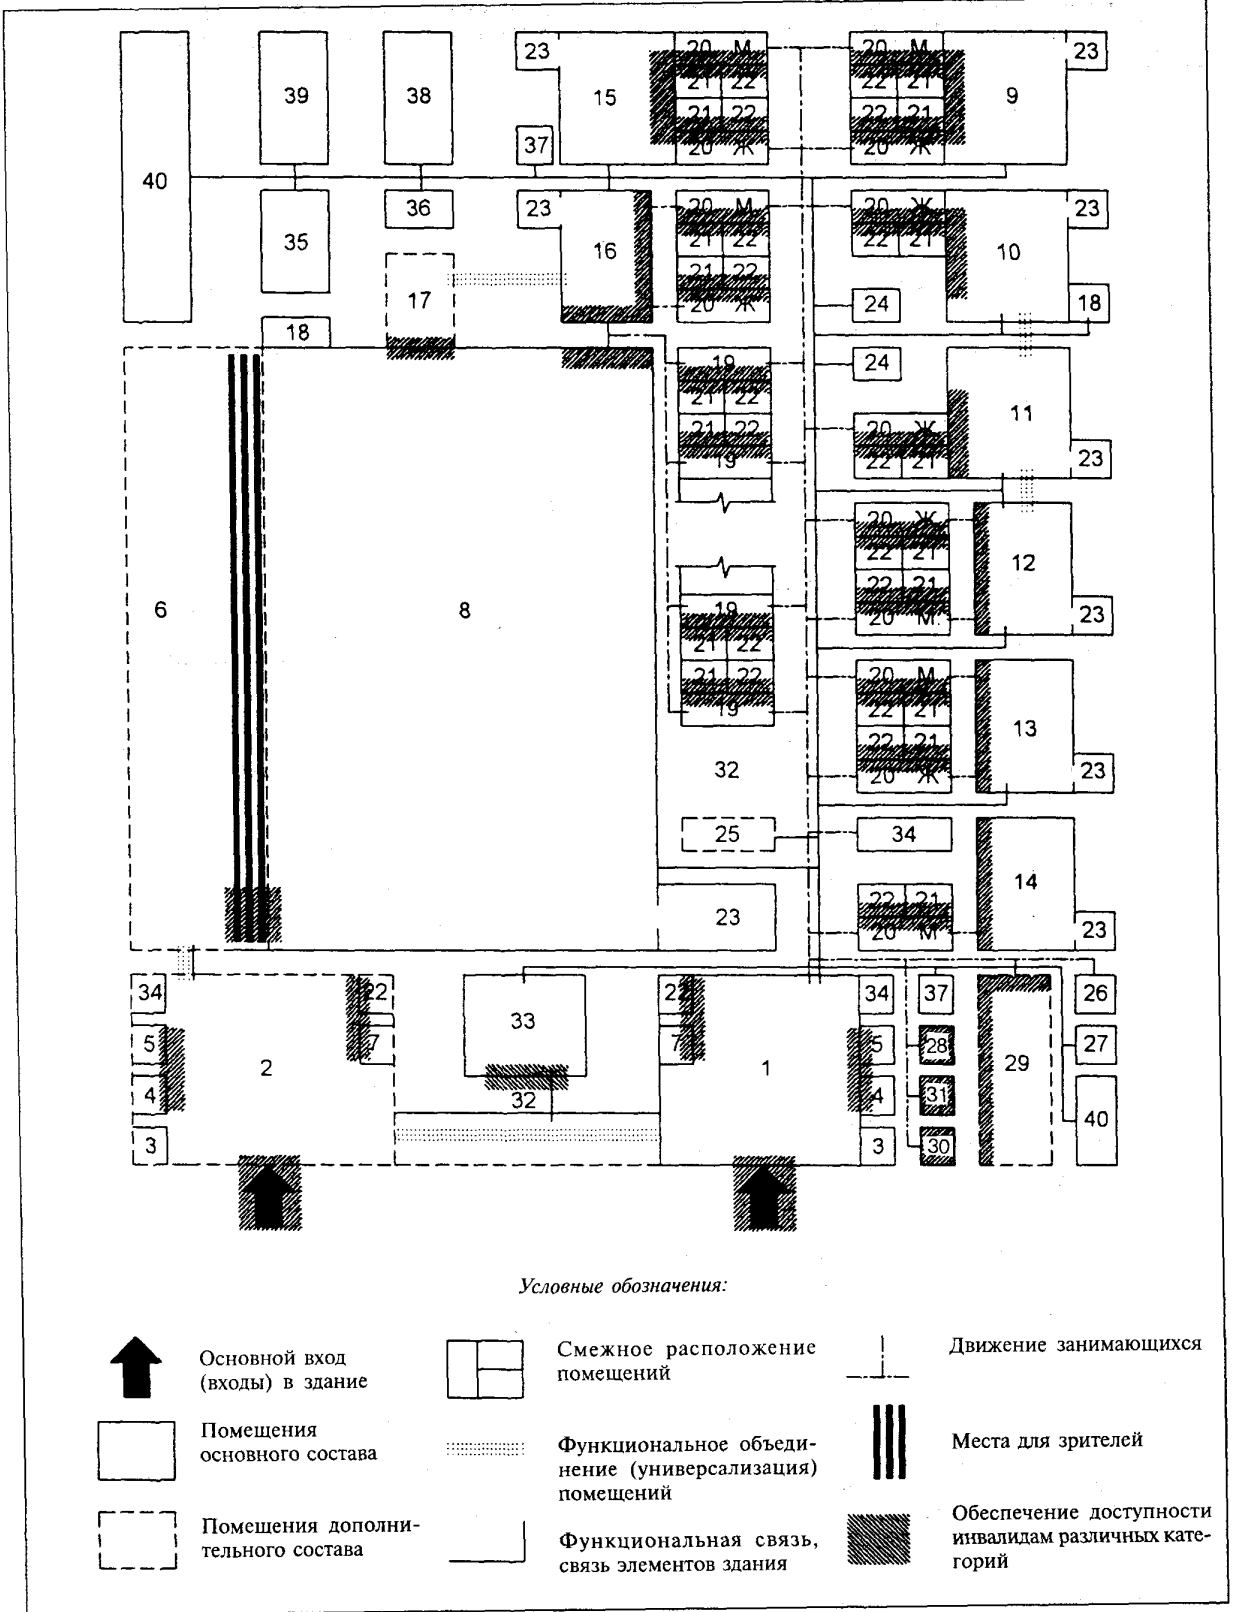 23 20 М 20 М 23
39 38 15 21 22 22 21 9
21 22 22 21
37 20 Ж 20 Ж
40
36 23 20 М 20 Ж 23
35 16 21 22 22 21 10
17 21 22
20 Ж 24 18
18
19 24
21 22 11
21 22 20 Ж
19 22 21 23
20 Ж
22 21 12
6 8 19 22 21
21 22 20 М 23
21 22 20 М
19 22 21 13
22 21
32 20 Ж 23
25 34
22 21 14
23 20 М 23
34 22 22 34 37 26
5 2 7 33 7 1 5 28 29 27
4 32 4 31 40
3 3 30
Условные обозначения:
Основной вход
(входы) в здание
Помещения
основного состава
Помещения дополни-
тельного состава
Смежное расположение
помещений
Функциональное объеди-
нение (универсализация)
помещений
Функциональная связь,
связь элементов здания
Движение занимающихся
Места для зрителей
Обеспечение доступности
инвалидам различных кате-
горий